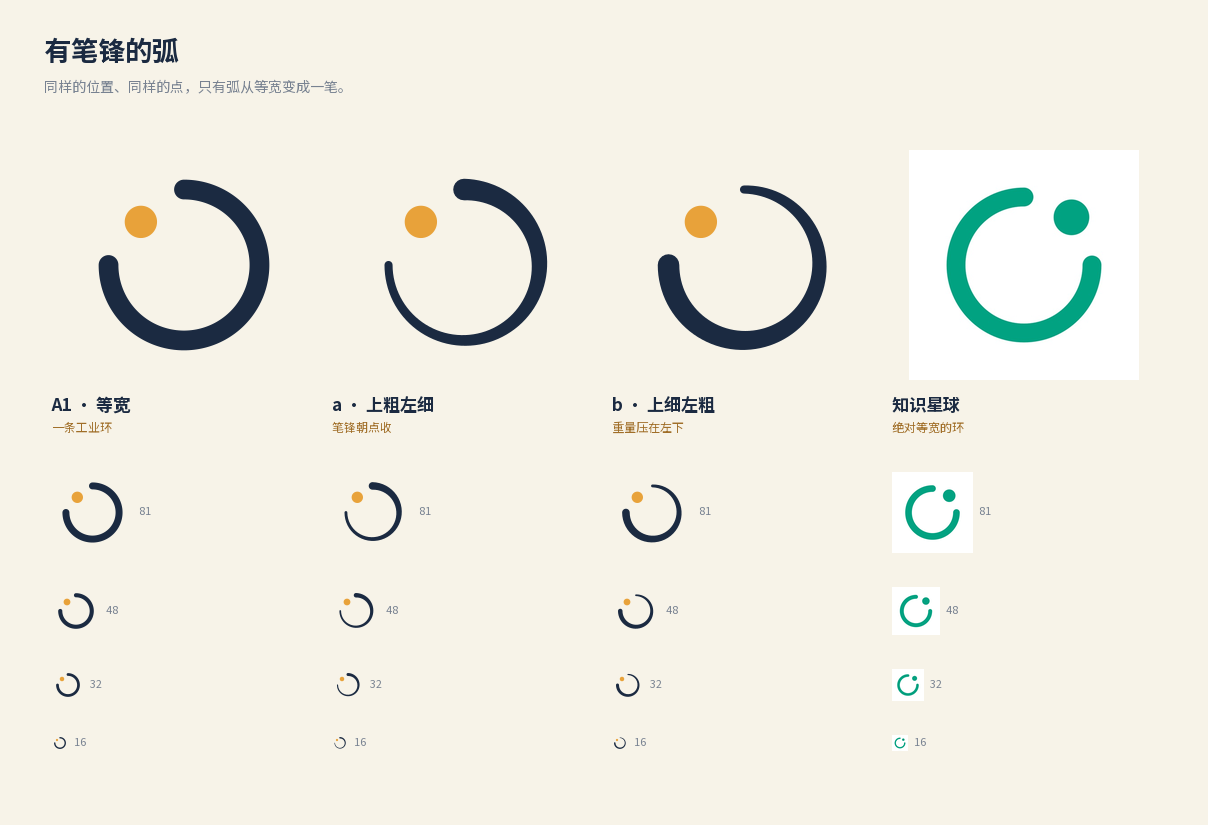 有笔锋的弧
同样的位置、同样的点，只有弧从等宽变成一笔。
A1 · 等宽
一条工业环
a · 上粗左细
笔锋朝点收
b · 上细左粗
重量压在左下
知识星球
绝对等宽的环
81
81
81
81
48
48
48
48
32
32
32
32
16
16
16
16